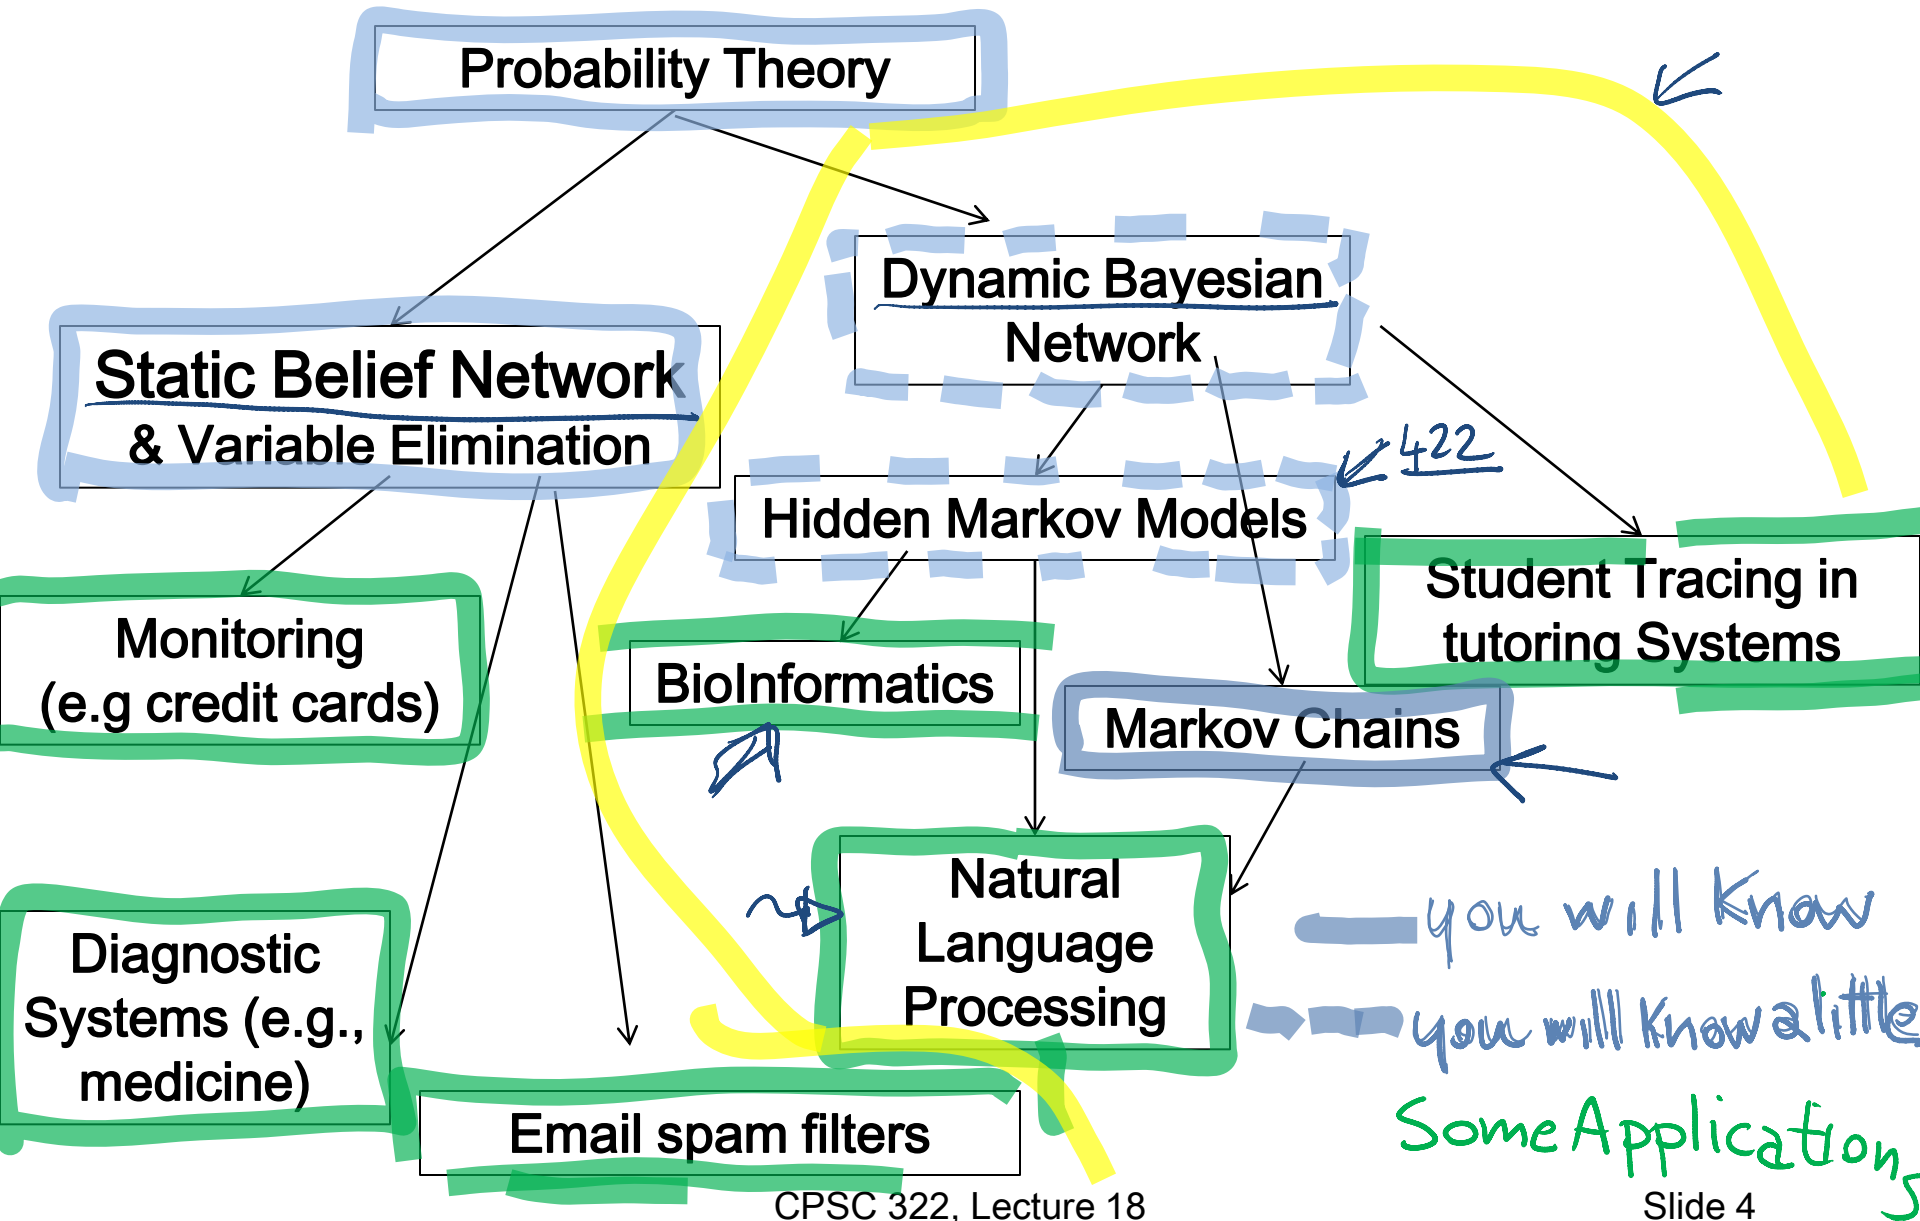 Probability Theory
Dynamic Bayesian
Network
Static Belief Network
& Variable Elimination
422
Hidden Markov Models
Student Tracing in
tutoring Systems
Monitoring
(e.g credit cards)
BioInformatics
Markov Chains
Natural
Language
Processing
you will Know
Diagnostic
Systems (e.g.,
medicine)
you will Know a little
Email spam filters
Some Applications
CPSC 322, Lecture 18
Slide 4